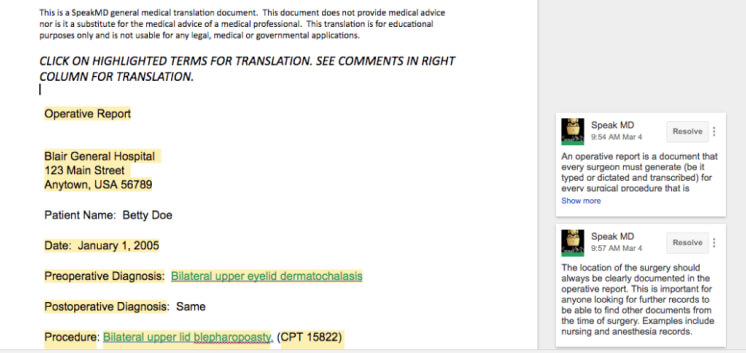 This is a SpeakMD general medical translation document.  This document does not provide medical advice
nor is it a substitute for the medical advice of a medical professional.  This translation is for educational
purposes only and is not usable for any legal, medical or governmental applications.
CLICK ON HIGHLIGHTED TERMS FOR TRANSLATION. SEE COMMENTS IN RIGHT
COLUMN FOR TRANSLATION.
Operative Report
Blair General Hospital
123 Main Street
Anytown, USA 56789
Patient Name:  Betty Doe
Date:  January 1, 2005
Preoperative Diagnosis:  Bilateral upper eyelid dermatochalasis
Postoperative Diagnosis:  Same
Procedure: Bilateral upper lid blepharopoasty, (CPT 15822)
Speak MD
9:54 AM Mar 4
Resolve
An operative report is a document that
every surgeon must generate (be it
typed or dictated and transcribed) for
every surgical procedure that is
Show more
Speak MD
9:57 AM Mar 4
Resolve
The location of the surgery should
always be clearly documented in the
operative report. This is important for
anyone looking for further records to
be able to find other documents from
the time of surgery. Examples include
nursing and anesthesia records.